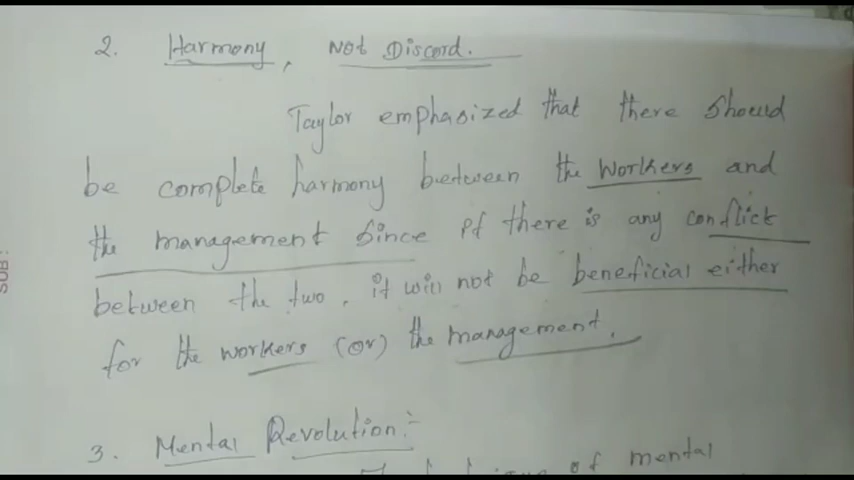 2. Harmony, Not Discord.
Taylor emphasized that there should
be complete harmony between the workers and
the management Since if there is any conflick
between the two, it will not be beneficial either
for the workers (or) the management.
3. Mental Revolution:-
of mental
SUB: